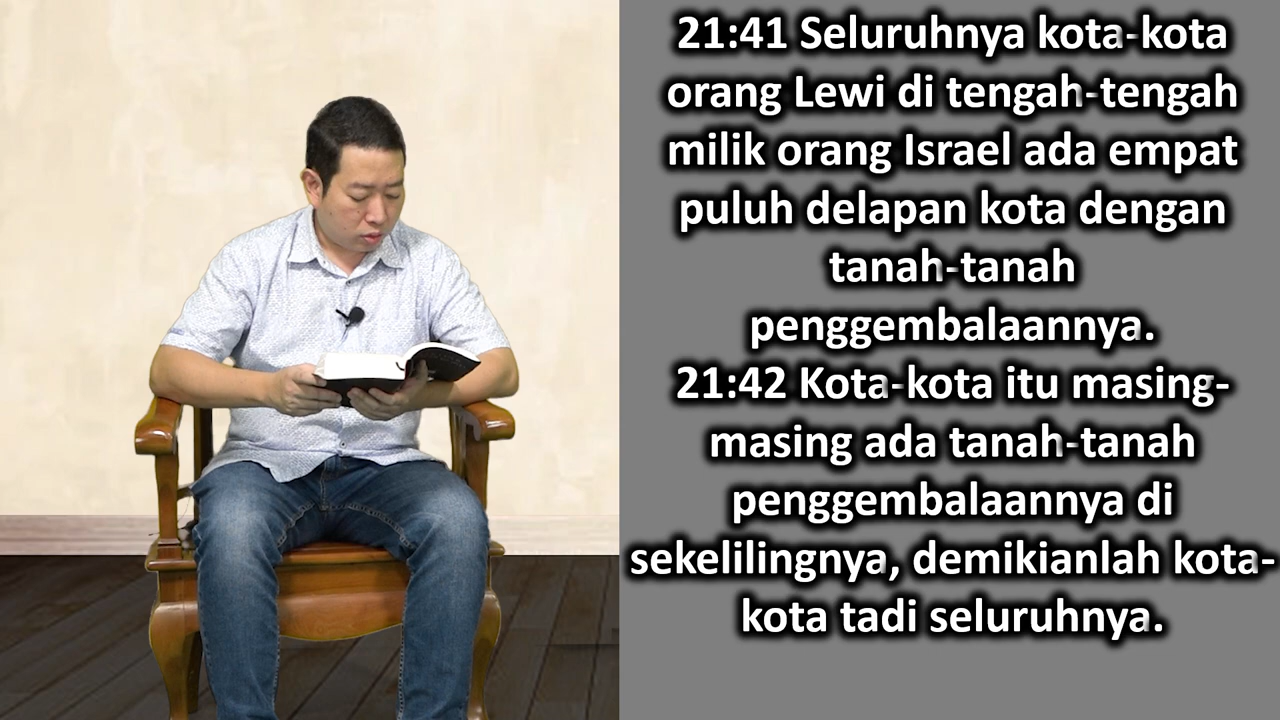 21:41 Seluruhnya kota-kota
orang Lewi di tengah-tengah
milik orang Israel ada empat
puluh delapan kota dengan
tanah-tanah
penggembalaannya.
21:42 Kota-kota itu masing-
masing ada tanah-tanah
penggembalaannya di
sekelilingnya, demikianlah kota-
kota tadi seluruhnya.